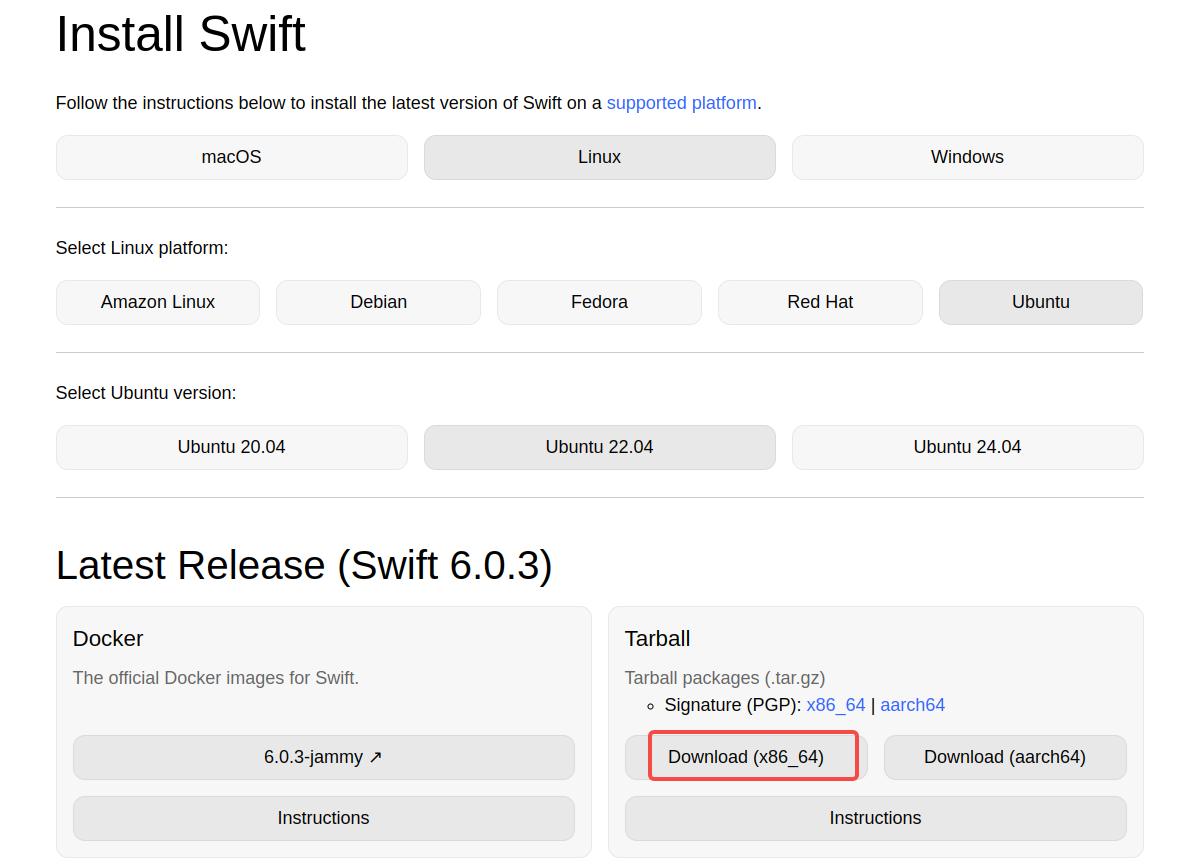 Install Swift
Follow the instructions below to install the latest version of Swift on a supported platform.
macOS Linux Windows
Select Linux platform:
Amazon Linux Debian Fedora Red Hat Ubuntu
Select Ubuntu version:
Ubuntu 20.04 Ubuntu 22.04 Ubuntu 24.04
Latest Release (Swift 6.0.3)
Docker
The official Docker images for Swift.
6.0.3-jammy ↗
Instructions
Tarball
Tarball packages (.tar.gz)
Signature (PGP): x86_64 | aarch64
Download (x86_64) Download (aarch64)
Instructions